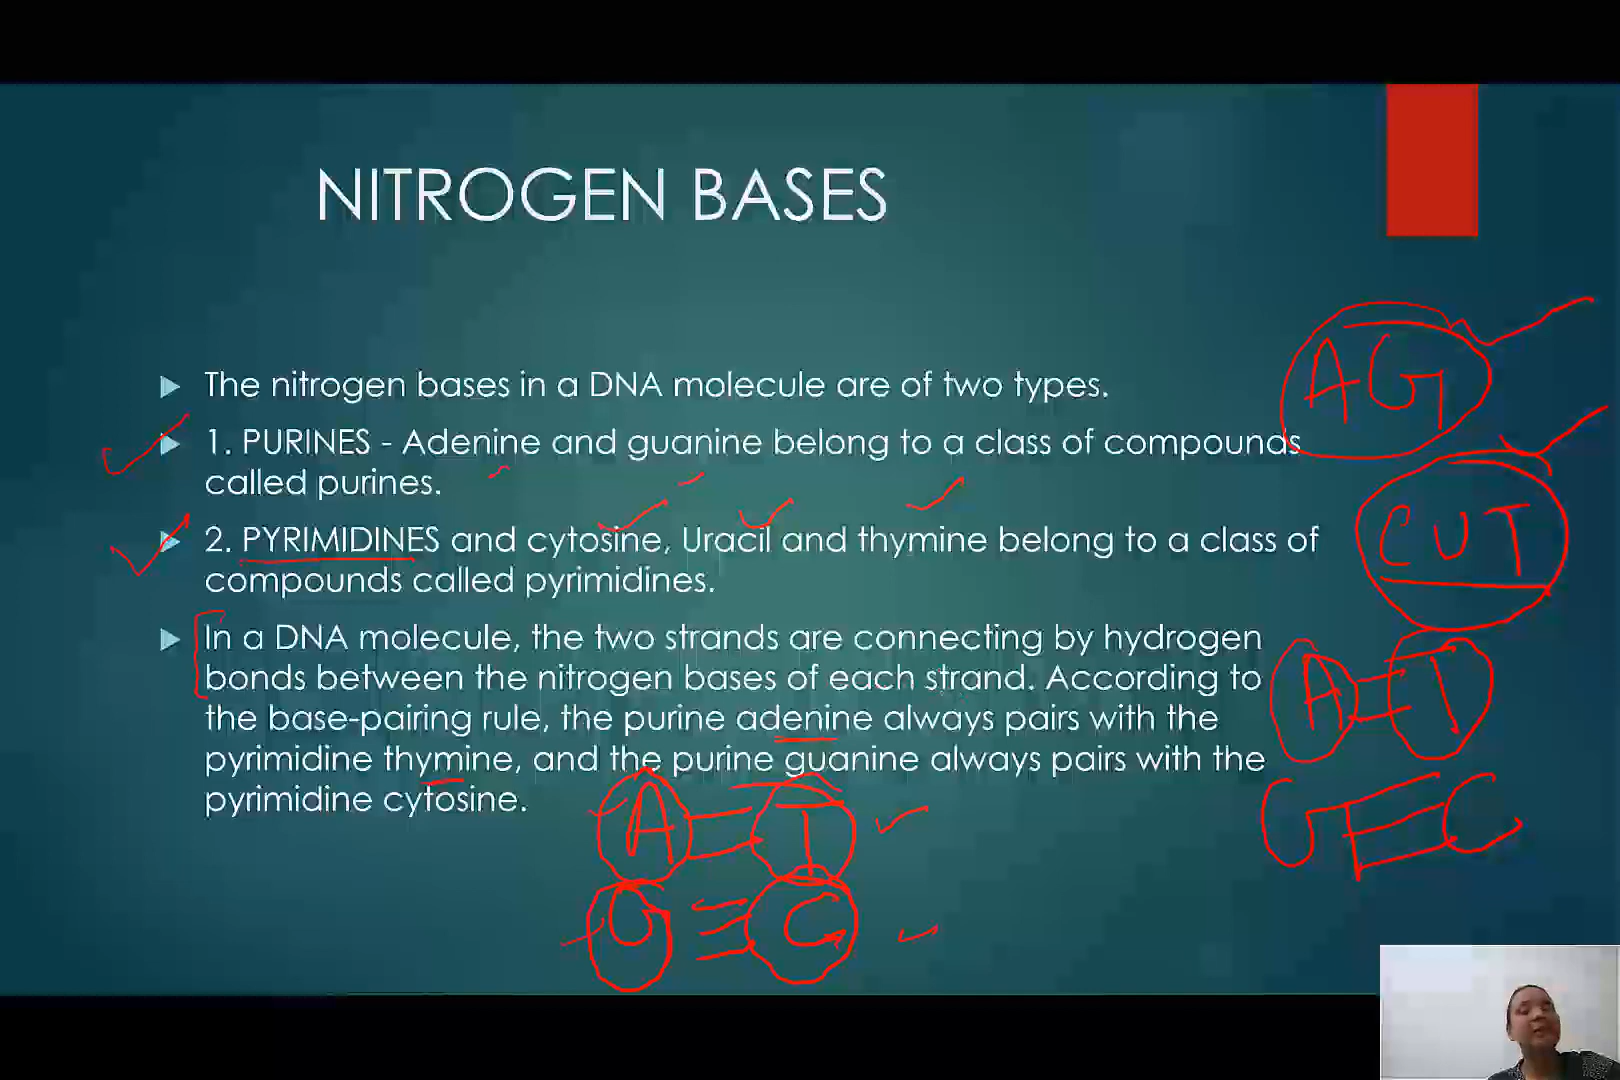 NITROGEN BASES
The nitrogen bases in a DNA molecule are of two types.
1. PURINES - Adenine and guanine belong to a class of compounds
called purines.
2. PYRIMIDINES and cytosine, Uracil and thymine belong to a class of
compounds called pyrimidines.
In a DNA molecule, the two strands are connecting by hydrogen
bonds between the nitrogen bases of each strand. According to
the base-pairing rule, the purine adenine always pairs with the
pyrimidine thymine, and the purine guanine always pairs with the
pyrimidine cytosine.
A = T
G ≡ C
AG
CUT
A = T
G ≡ C